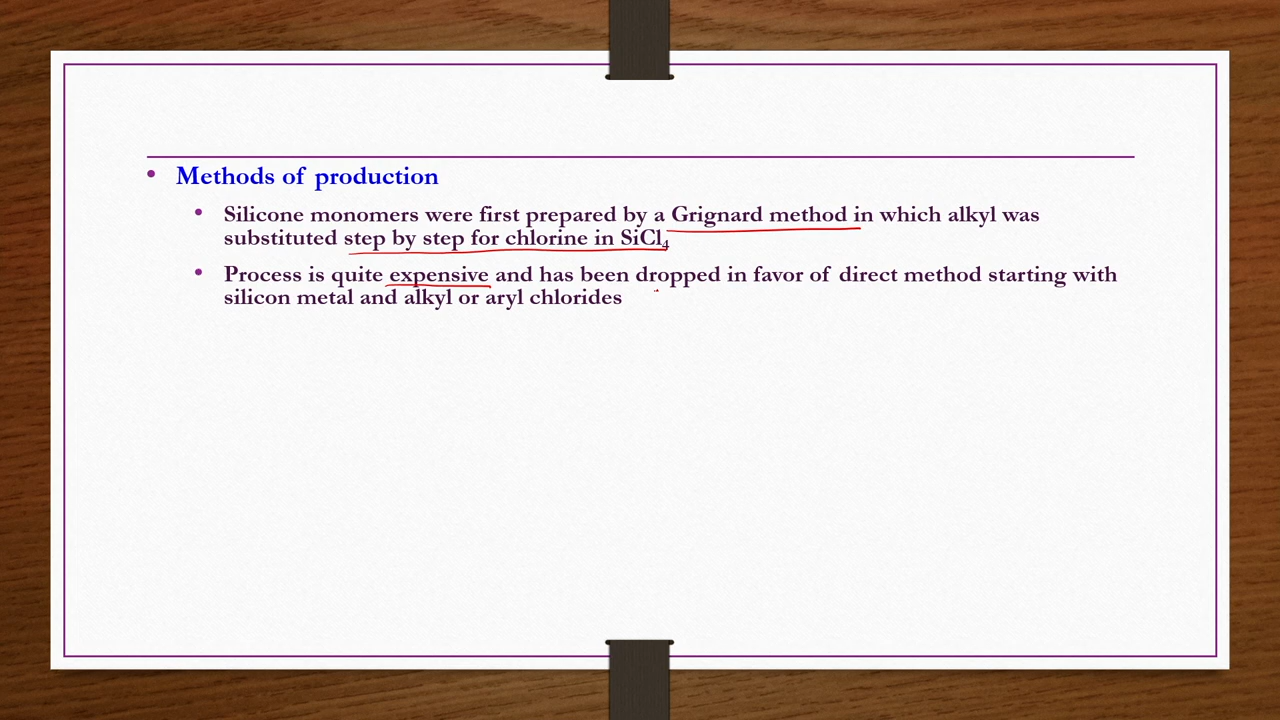 Methods of production
Silicone monomers were first prepared by a Grignard method in which alkyl was
substituted step by step for chlorine in SiCl₄
Process is quite expensive and has been dropped in favor of direct method starting with
silicon metal and alkyl or aryl chlorides